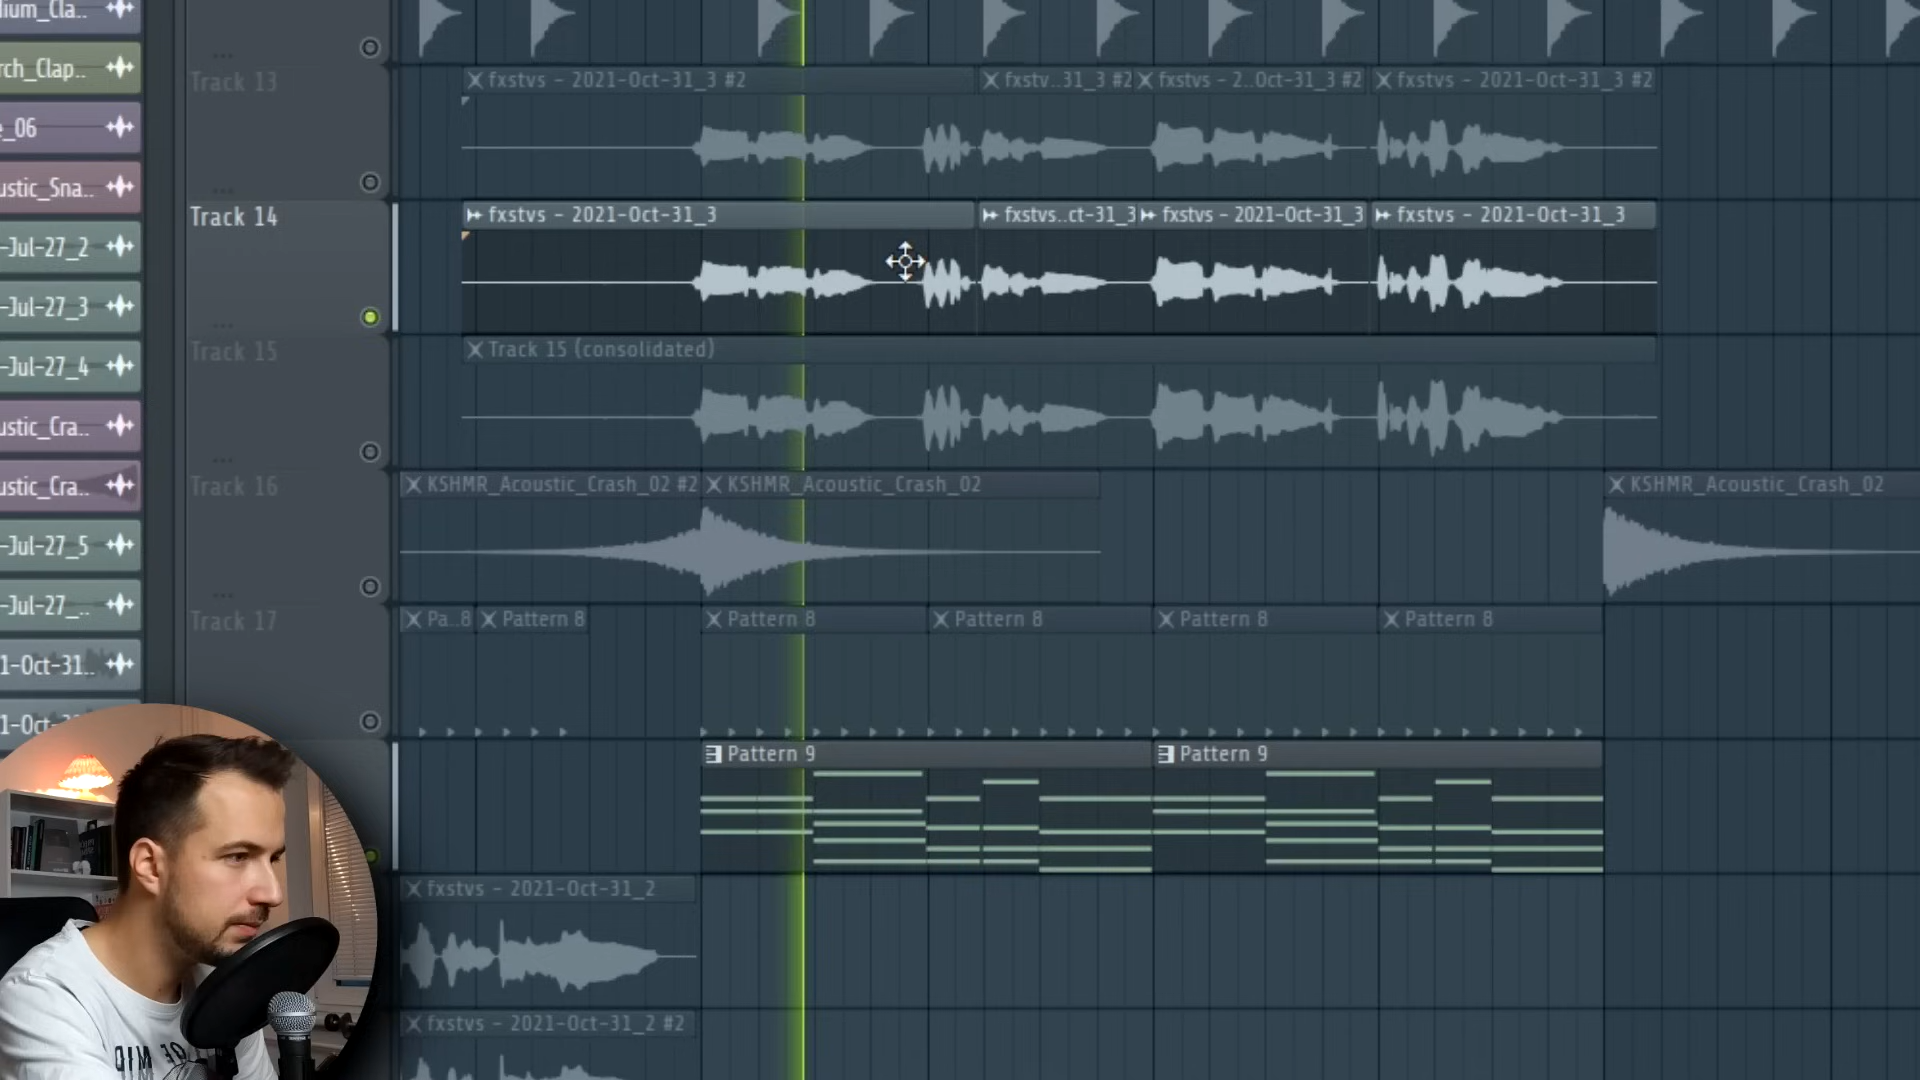 ium_Cla..
rch_Clap..
Track 13
fxstvs - 2021-Oct-31_3 #2
fxstv..31_3 #2
fxstvs - 2..Oct-31_3 #2
fxstvs - 2021-Oct-31_3 #2
e_06
ustic_Sna..
Track 14
fxstvs - 2021-Oct-31_3
fxstvs..ct-31_3
fxstvs - 2021-Oct-31_3
fxstvs - 2021-Oct-31_3
-Jul-27_2
-Jul-27_3
Track 15
Track 15 (consolidated)
-Jul-27_4
ustic_Cra..
Track 16
KSHMR_Acoustic_Crash_02 #2
KSHMR_Acoustic_Crash_02
KSHMR_Acoustic_Crash_02
ustic_Cra..
-Jul-27_5
-Jul-27_..
Track 17
Pa..8
Pattern 8
Pattern 8
Pattern 8
Pattern 8
Pattern 8
1-Oct-31..
1-Oct-
Pattern 9
Pattern 9
fxstvs - 2021-Oct-31_2
fxstvs - 2021-Oct-31_2 #2